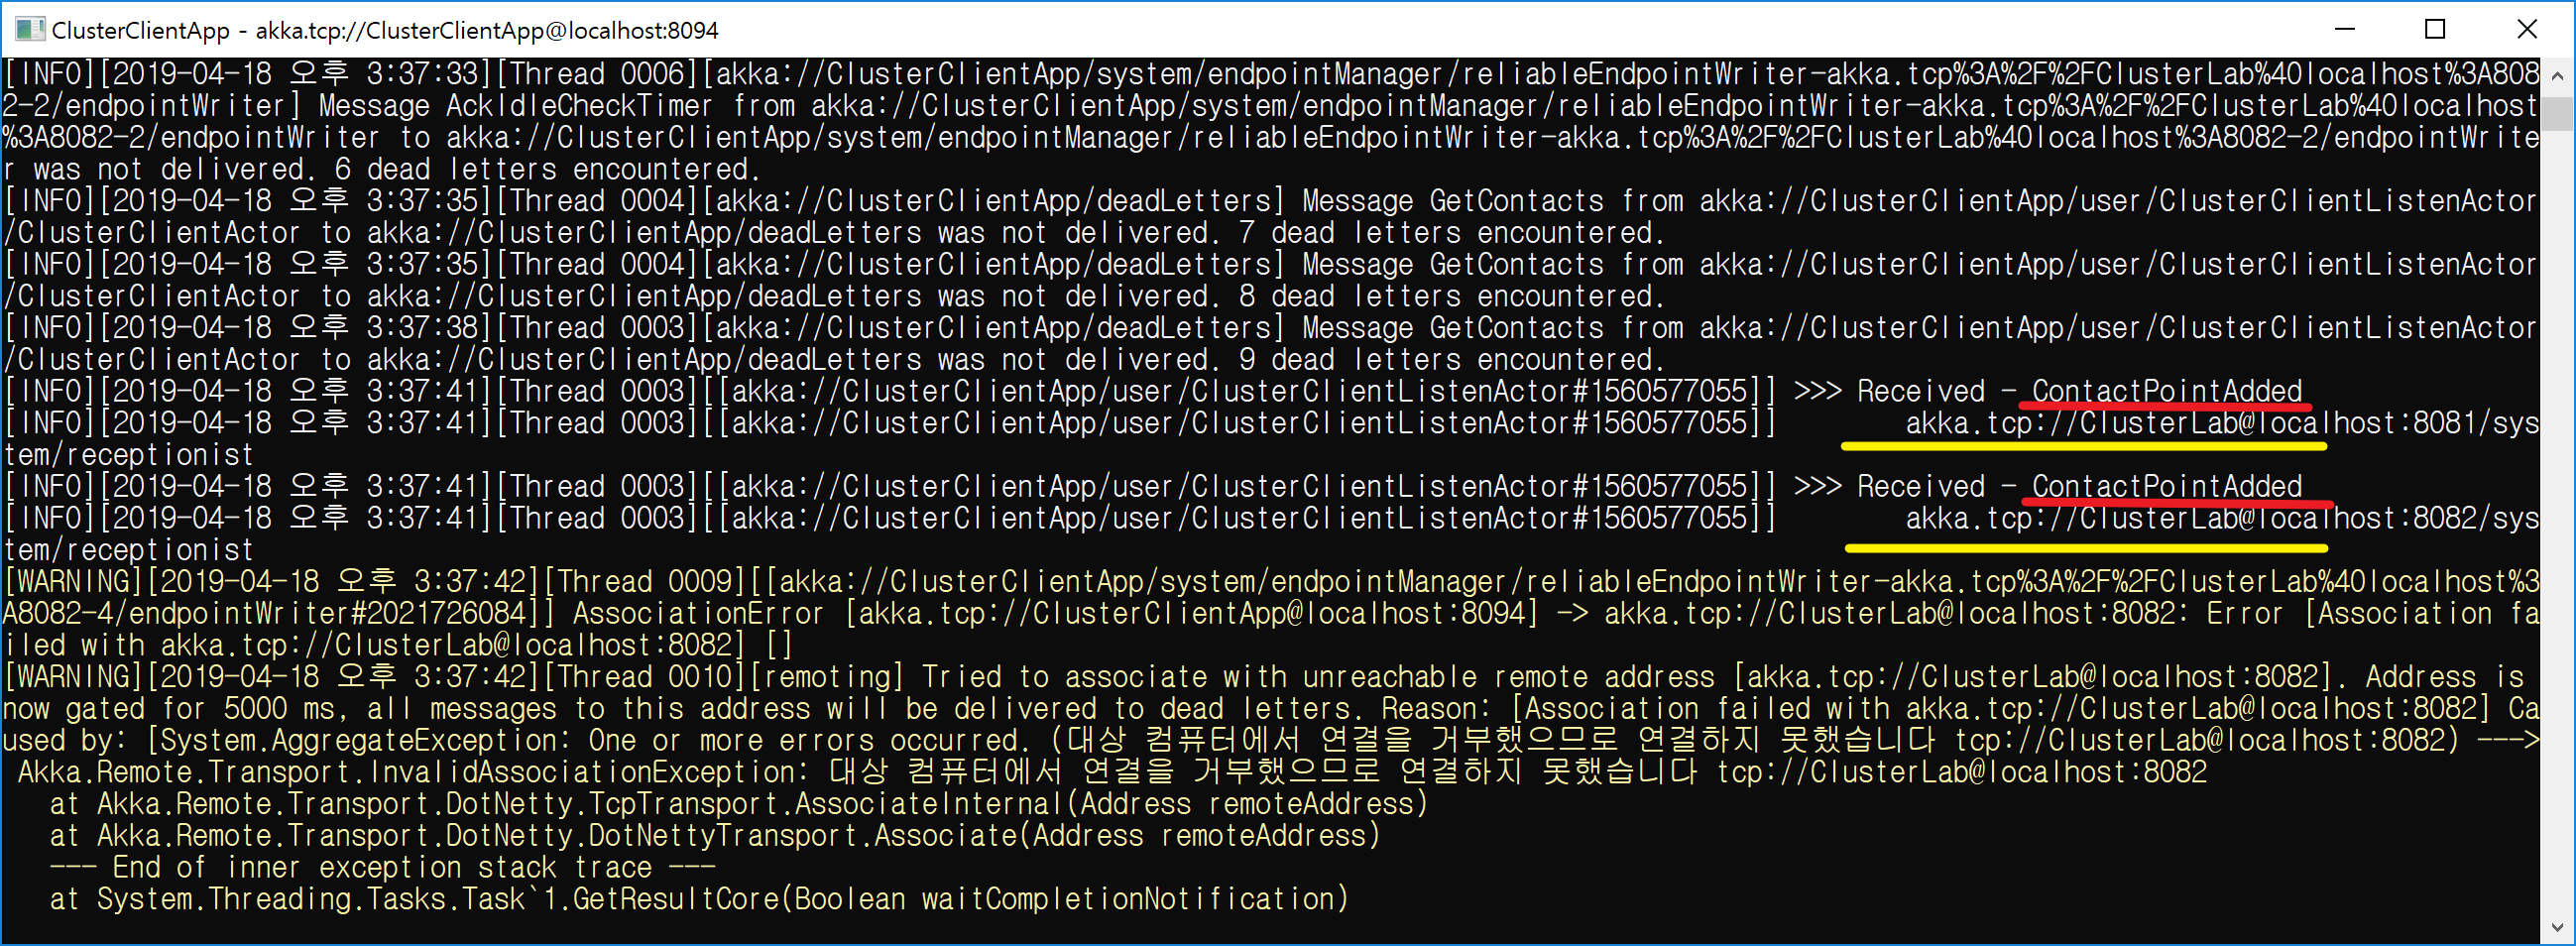 ClusterClientApp - akka.tcp://ClusterClientApp@localhost:8094
[INFO][2019-04-18 오후 3:37:33][Thread 0006][akka://ClusterClientApp/system/endpointManager/reliableEndpointWriter-akka.tcp%3A%2F%2FClusterLab%40localhost%3A808
2-2/endpointWriter] Message AckIdleCheckTimer from akka://ClusterClientApp/system/endpointManager/reliableEndpointWriter-akka.tcp%3A%2F%2FClusterLab%40localhost
%3A8082-2/endpointWriter to akka://ClusterClientApp/system/endpointManager/reliableEndpointWriter-akka.tcp%3A%2F%2FClusterLab%40localhost%3A8082-2/endpointWrite
r was not delivered. 6 dead letters encountered.
[INFO][2019-04-18 오후 3:37:35][Thread 0004][akka://ClusterClientApp/deadLetters] Message GetContacts from akka://ClusterClientApp/user/ClusterClientListenActor
/ClusterClientActor to akka://ClusterClientApp/deadLetters was not delivered. 7 dead letters encountered.
[INFO][2019-04-18 오후 3:37:35][Thread 0004][akka://ClusterClientApp/deadLetters] Message GetContacts from akka://ClusterClientApp/user/ClusterClientListenActor
/ClusterClientActor to akka://ClusterClientApp/deadLetters was not delivered. 8 dead letters encountered.
[INFO][2019-04-18 오후 3:37:38][Thread 0003][akka://ClusterClientApp/deadLetters] Message GetContacts from akka://ClusterClientApp/user/ClusterClientListenActor
/ClusterClientActor to akka://ClusterClientApp/deadLetters was not delivered. 9 dead letters encountered.
[INFO][2019-04-18 오후 3:37:41][Thread 0003][[akka://ClusterClientApp/user/ClusterClientListenActor#1560577055]] >>> Received - ContactPointAdded
[INFO][2019-04-18 오후 3:37:41][Thread 0003][[akka://ClusterClientApp/user/ClusterClientListenActor#1560577055]]        akka.tcp://ClusterLab@localhost:8081/sys
tem/receptionist
[INFO][2019-04-18 오후 3:37:41][Thread 0003][[akka://ClusterClientApp/user/ClusterClientListenActor#1560577055]] >>> Received - ContactPointAdded
[INFO][2019-04-18 오후 3:37:41][Thread 0003][[akka://ClusterClientApp/user/ClusterClientListenActor#1560577055]]        akka.tcp://ClusterLab@localhost:8082/sys
tem/receptionist
[WARNING][2019-04-18 오후 3:37:42][Thread 0009][[akka://ClusterClientApp/system/endpointManager/reliableEndpointWriter-akka.tcp%3A%2F%2FClusterLab%40localhost%3
A8082-4/endpointWriter#2021726084]] AssociationError [akka.tcp://ClusterClientApp@localhost:8094] -> akka.tcp://ClusterLab@localhost:8082: Error [Association fa
iled with akka.tcp://ClusterLab@localhost:8082] []
[WARNING][2019-04-18 오후 3:37:42][Thread 0010][remoting] Tried to associate with unreachable remote address [akka.tcp://ClusterLab@localhost:8082]. Address is
now gated for 5000 ms, all messages to this address will be delivered to dead letters. Reason: [Association failed with akka.tcp://ClusterLab@localhost:8082] Ca
used by: [System.AggregateException: One or more errors occurred. (대상 컴퓨터에서 연결을 거부했으므로 연결하지 못했습니다 tcp://ClusterLab@localhost:8082) --->
 Akka.Remote.Transport.InvalidAssociationException: 대상 컴퓨터에서 연결을 거부했으므로 연결하지 못했습니다 tcp://ClusterLab@localhost:8082
   at Akka.Remote.Transport.DotNetty.TcpTransport.AssociateInternal(Address remoteAddress)
   at Akka.Remote.Transport.DotNetty.DotNettyTransport.Associate(Address remoteAddress)
   --- End of inner exception stack trace ---
   at System.Threading.Tasks.Task`1.GetResultCore(Boolean waitCompletionNotification)